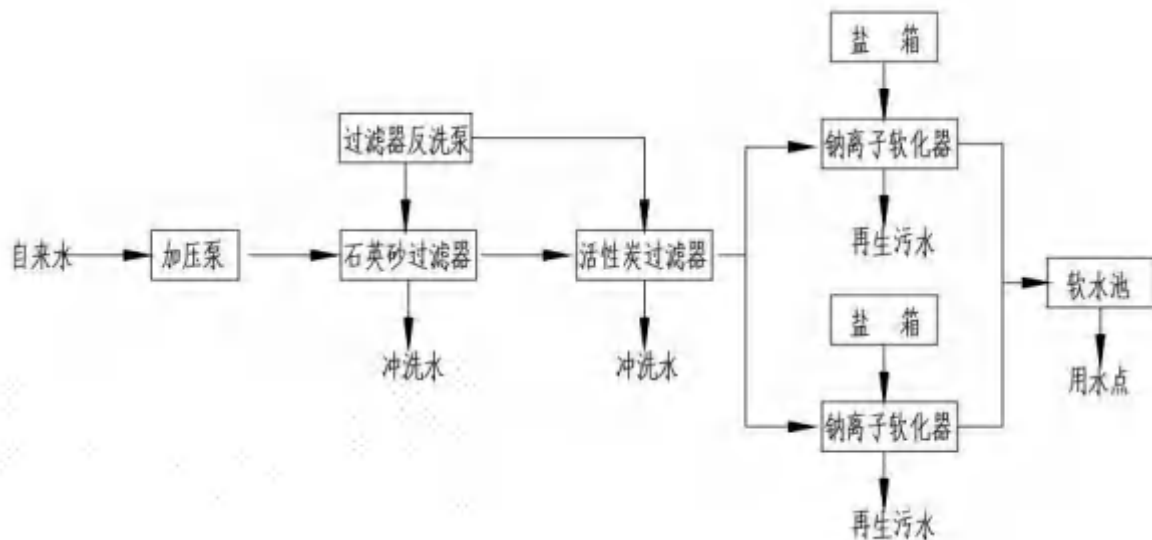 盐 箱
过滤器反洗泵
钠离子软化器
再生污水
自来水
加压泵
石英砂过滤器
活性炭过滤器
软水池
盐 箱
冲洗水
冲洗水
用水点
钠离子软化器
再生污水